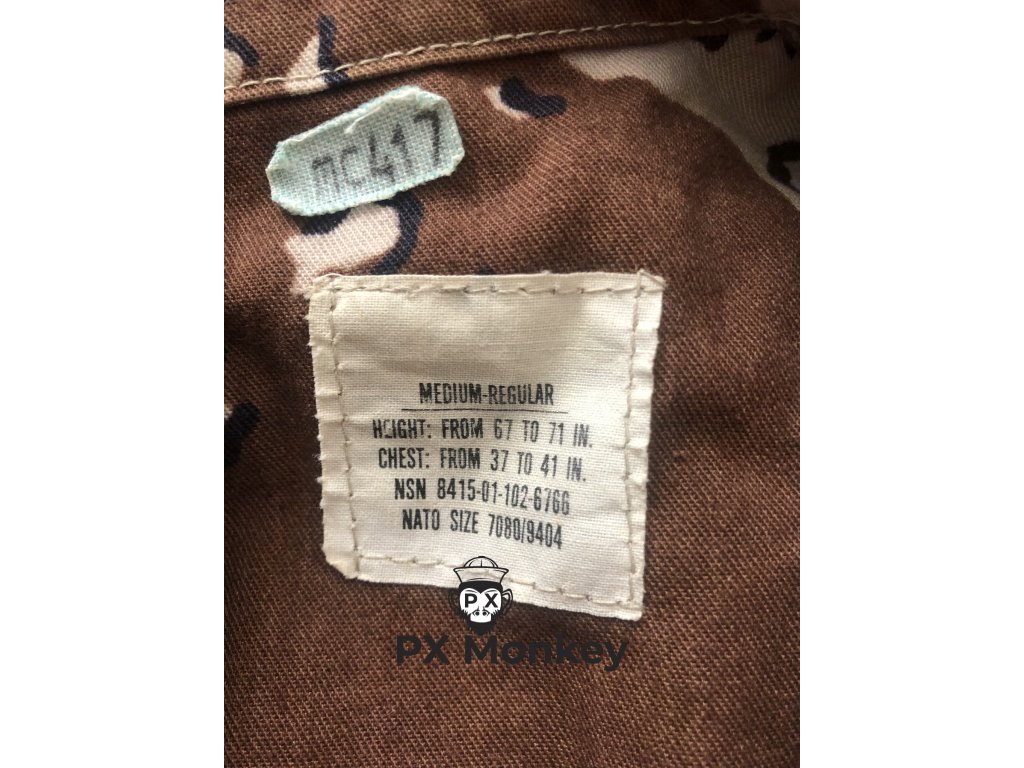 mc417
MEDIUM-REGULAR
HEIGHT: FROM 67 TO 71 IN.
CHEST: FROM 37 TO 41 IN.
NSN 8415-01-102-6766
NATO SIZE 7080/9404
PX
PX Monkey